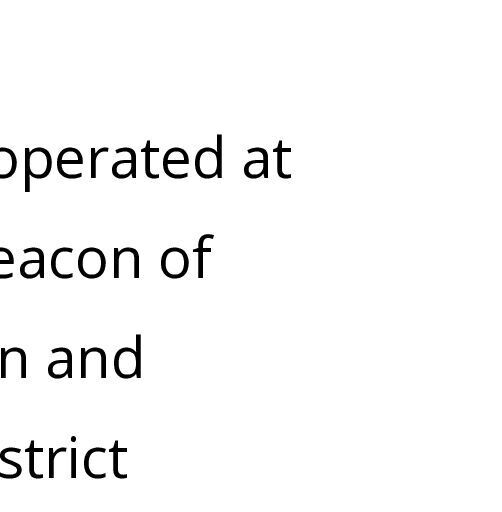 operated at
eacon of
n and
strict